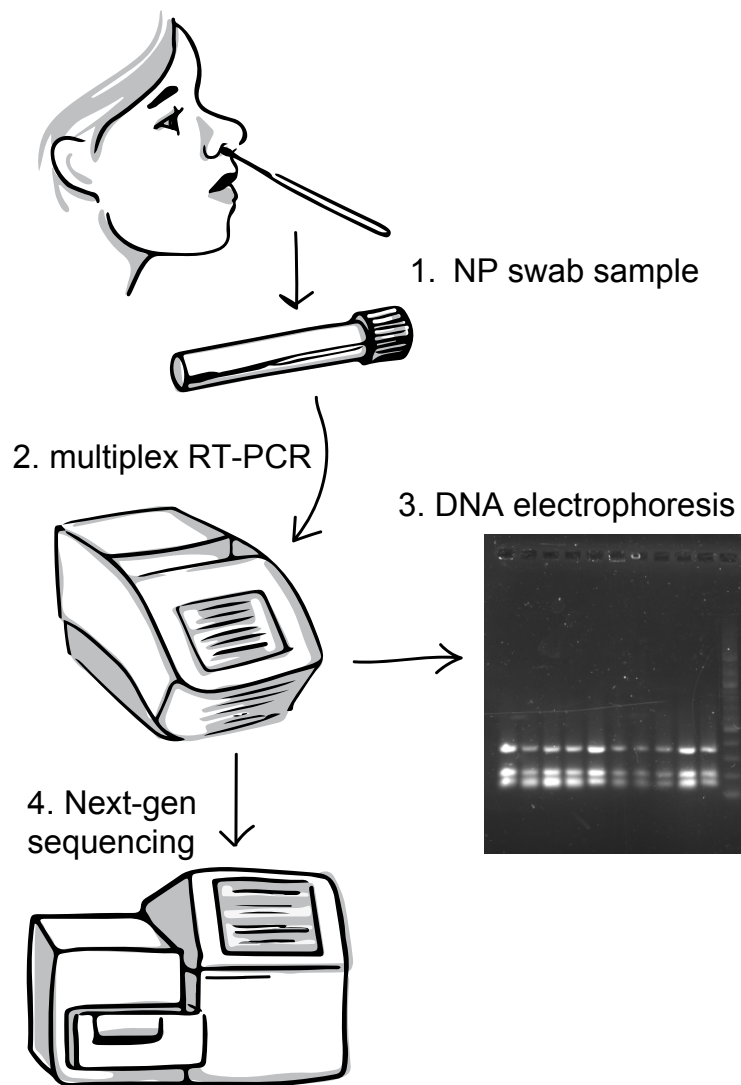 1. NP swab sample
2. multiplex RT-PCR
3. DNA electrophoresis
4. Next-gen
sequencing